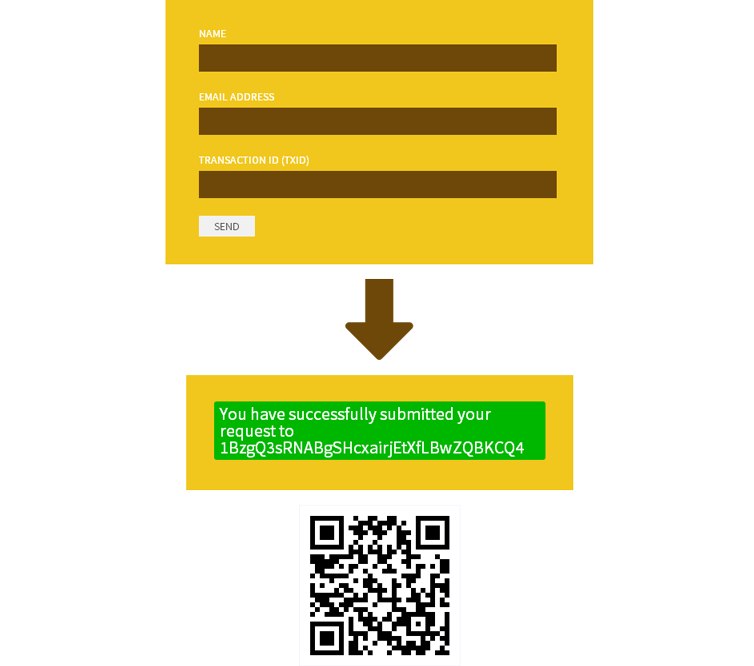 NAME
EMAIL ADDRESS
TRANSACTION ID (TXID)
SEND
You have successfully submitted your
request to
1BzgQ3sRNABgSHcxairjEtXfLBwZQBKCQ4